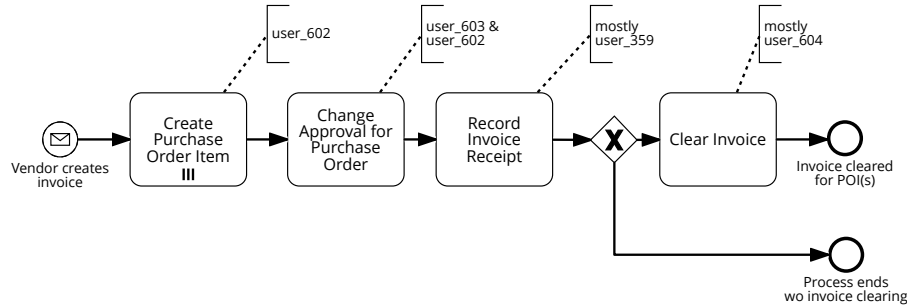 user_602
user_603 &
user_602
mostly
user_359
mostly
user_604
Create
Purchase
Order Item
Change
Approval for
Purchase
Order
Record
Invoice
Receipt
X
Clear Invoice
Vendor creates
invoice
Invoice cleared
for POI(s)
Process ends
wo invoice clearing